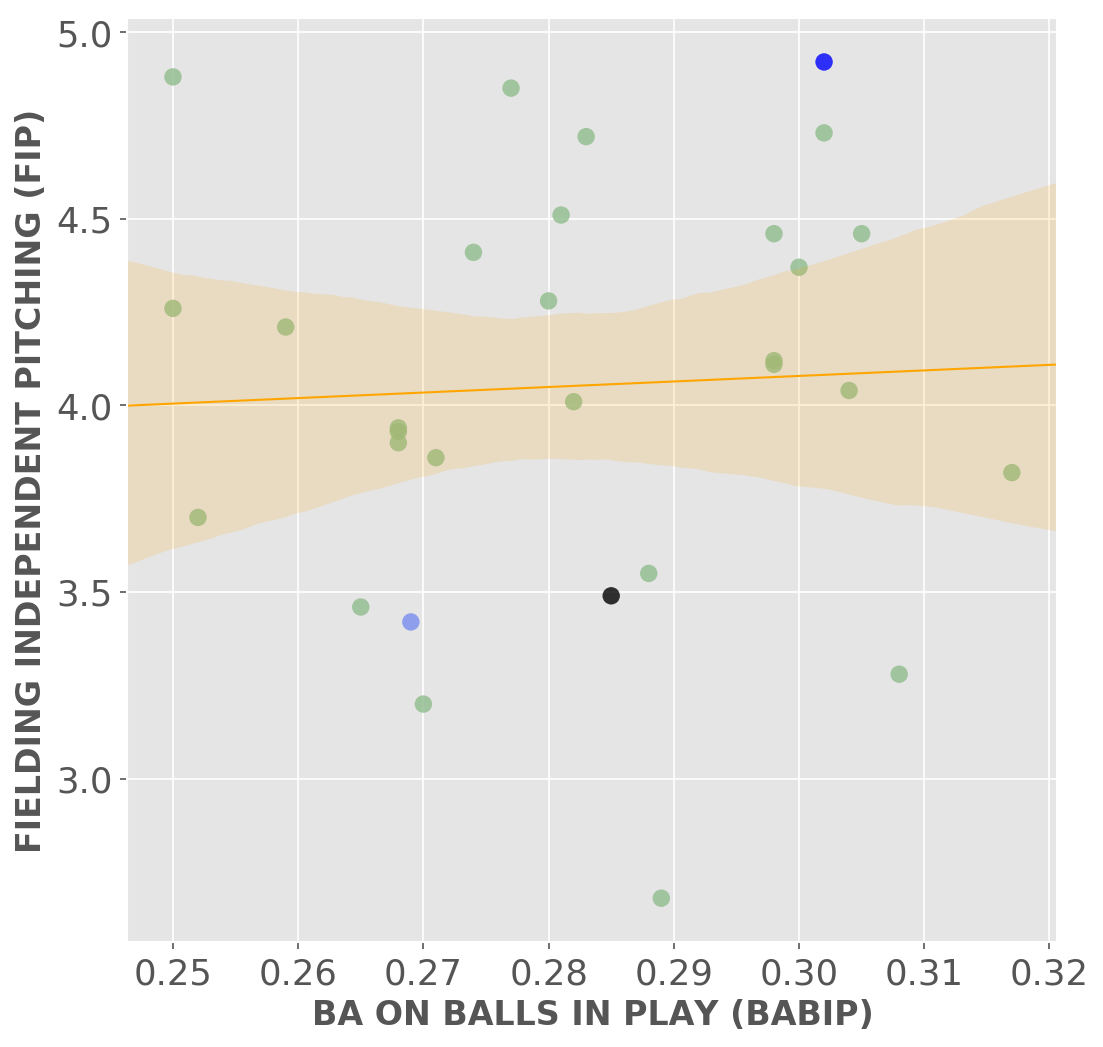 FIELDING INDEPENDENT PITCHING (FIP)
5.0
4.5
4.0
3.5
3.0
0.25 0.26 0.27 0.28 0.29 0.30 0.31 0.32
BA ON BALLS IN PLAY (BABIP)